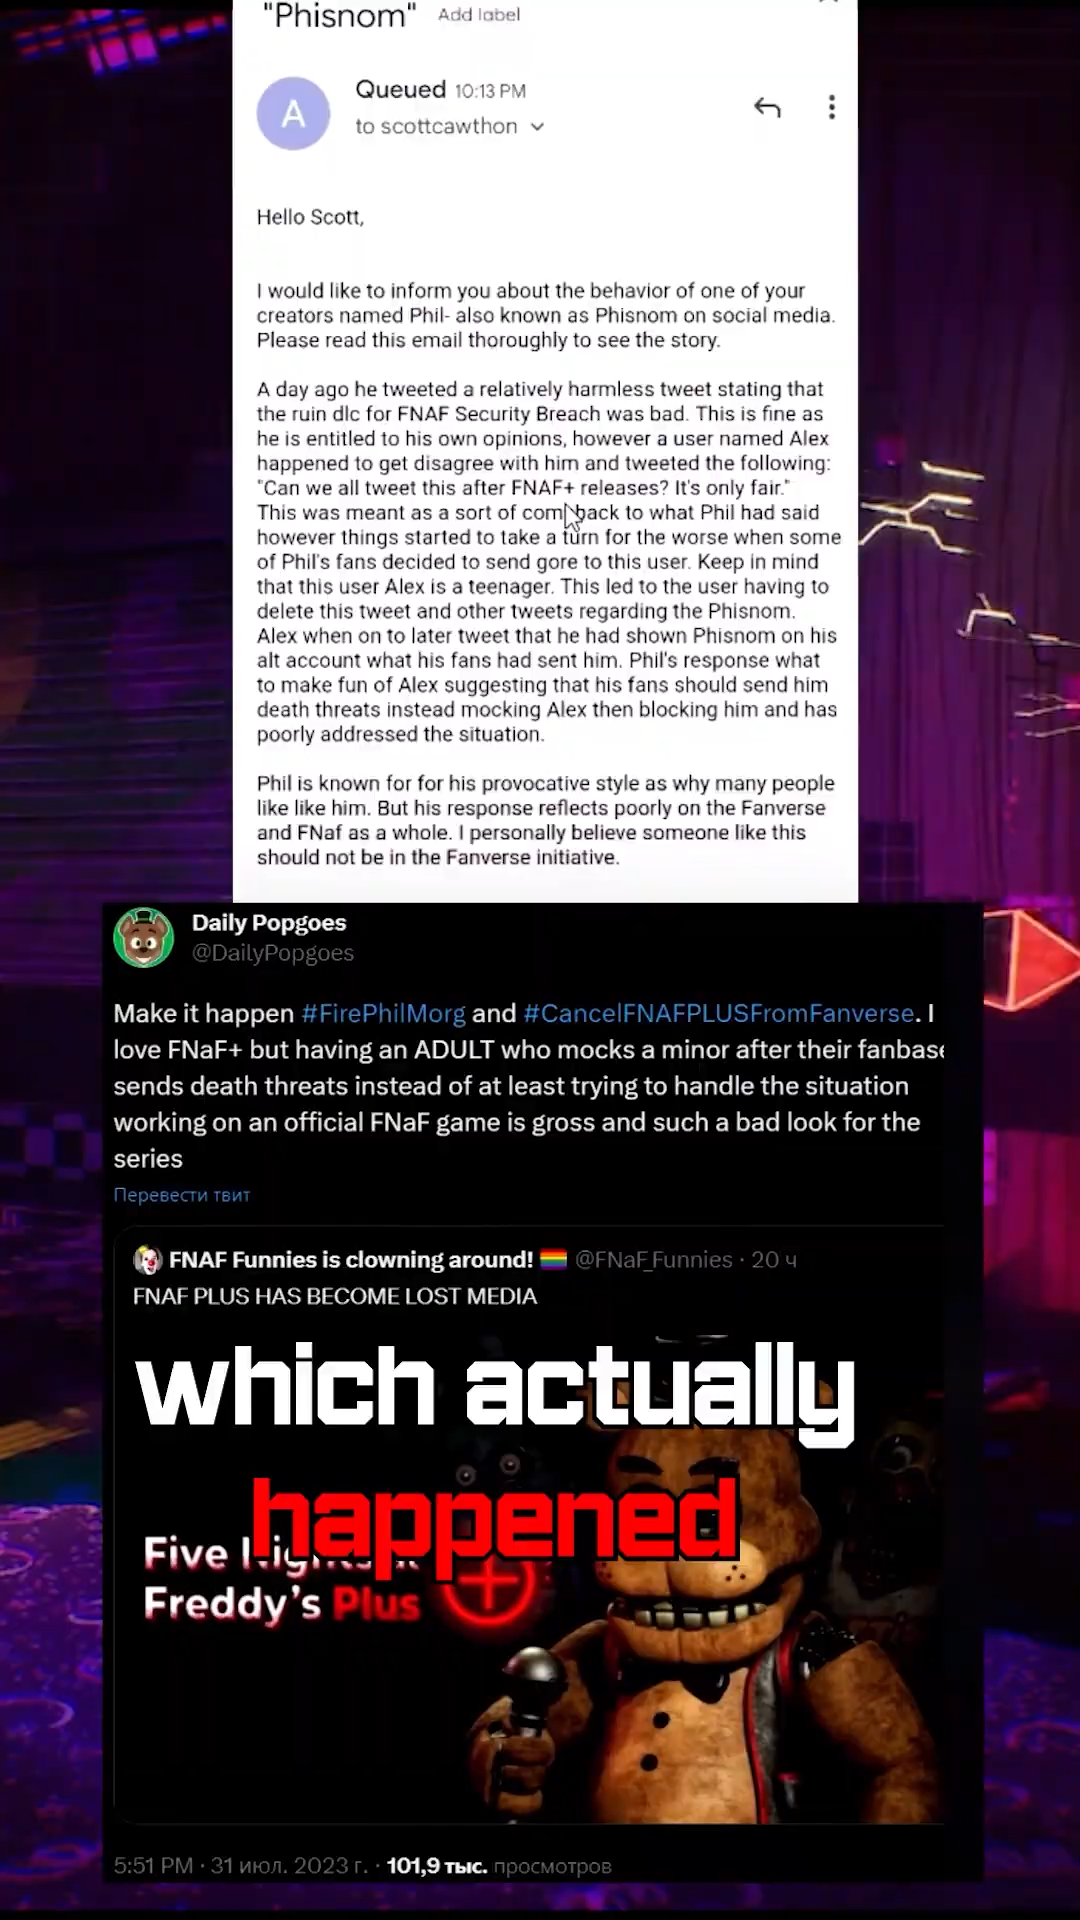 "Phisnom" Add label
A
Queued 10:13 PM
to scottcawthon
Hello Scott,
I would like to inform you about the behavior of one of your
creators named Phil- also known as Phisnom on social media.
Please read this email thoroughly to see the story.
A day ago he tweeted a relatively harmless tweet stating that
the ruin dlc for FNAF Security Breach was bad. This is fine as
he is entitled to his own opinions, however a user named Alex
happened to get disagree with him and tweeted the following:
"Can we all tweet this after FNAF+ releases? It's only fair."
This was meant as a sort of com back to what Phil had said
however things started to take a turn for the worse when some
of Phil's fans decided to send gore to this user. Keep in mind
that this user Alex is a teenager. This led to the user having to
delete this tweet and other tweets regarding the Phisnom.
Alex when on to later tweet that he had shown Phisnom on his
alt account what his fans had sent him. Phil's response what
to make fun of Alex suggesting that his fans should send him
death threats instead mocking Alex then blocking him and has
poorly addressed the situation.
Phil is known for for his provocative style as why many people
like like him. But his response reflects poorly on the Fanverse
and FNaf as a whole. I personally believe someone like this
should not be in the Fanverse initiative.
Daily Popgoes
@DailyPopgoes
Make it happen #FirePhilMorg and #CancelFNAFPLUSFromFanverse. I
love FNaF+ but having an ADULT who mocks a minor after their fanbase
sends death threats instead of at least trying to handle the situation
working on an official FNaF game is gross and such a bad look for the
series
Перевести твит
FNAF Funnies is clowning around! @FNaF_Funnies · 20 ч
FNAF PLUS HAS BECOME LOST MEDIA
which actually
happened
Five
Freddy's Plus
5:51 PM · 31 июл. 2023 г. · 101,9 тыс. просмотров